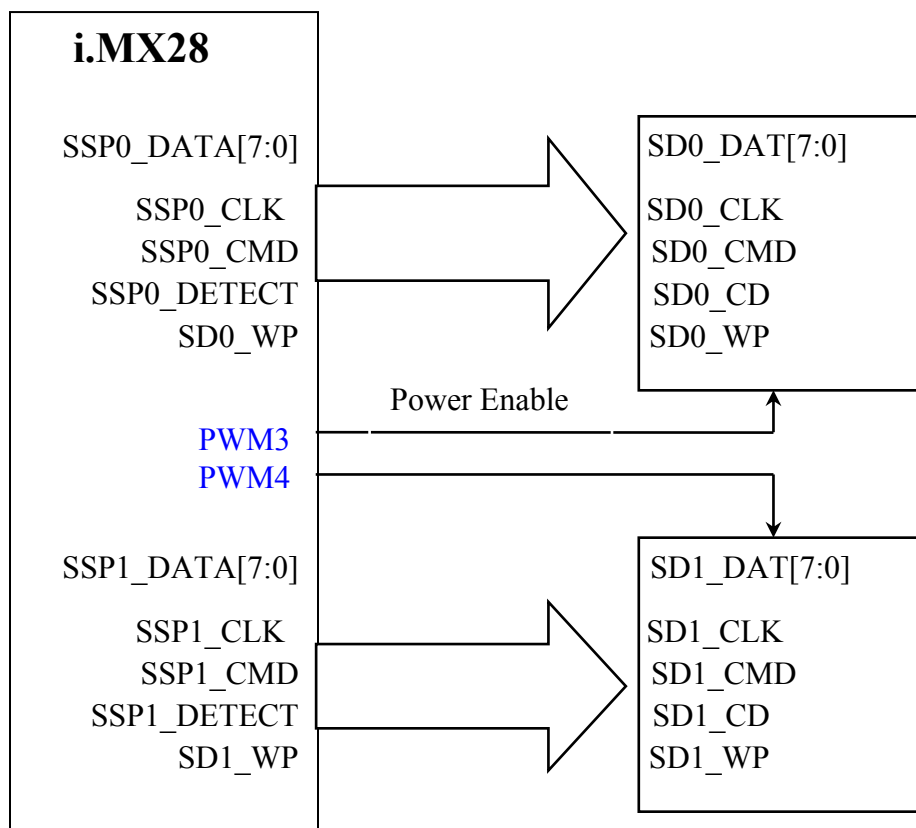 i.MX28
SSP0_DATA[7:0]
SSP0_CLK
SSP0_CMD
SSP0_DETECT
SD0_WP
SD0_DAT[7:0]
SD0_CLK
SD0_CMD
SD0_CD
SD0_WP
Power Enable
PWM3
PWM4
SSP1_DATA[7:0]
SSP1_CLK
SSP1_CMD
SSP1_DETECT
SD1_WP
SD1_DAT[7:0]
SD1_CLK
SD1_CMD
SD1_CD
SD1_WP